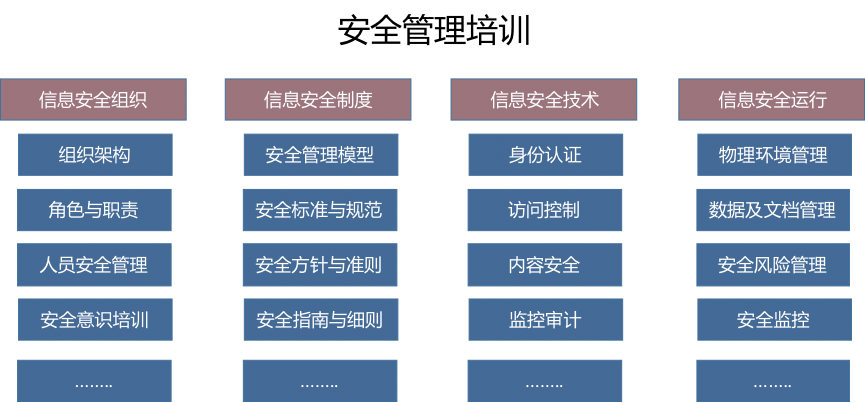 安全管理培训
信息安全组织
组织架构
角色与职责
人员安全管理
安全意识培训
........
信息安全制度
安全管理模型
安全标准与规范
安全方针与准则
安全指南与细则
........
信息安全技术
身份认证
访问控制
内容安全
监控审计
........
信息安全运行
物理环境管理
数据及文档管理
安全风险管理
安全监控
........